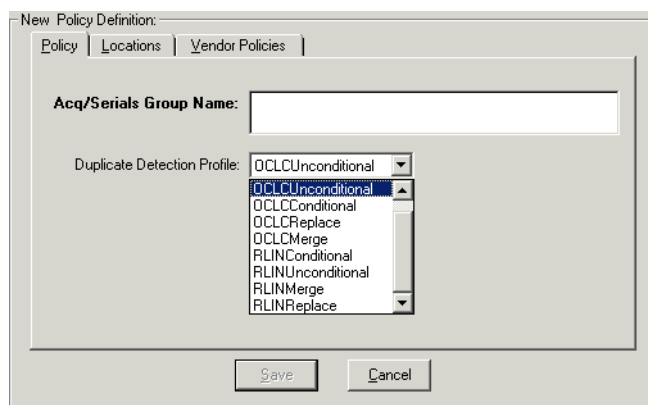 New Policy Definition:
Policy Locations Vendor Policies
Acq/Serials Group Name:
Duplicate Detection Profile: OCLCUnconditional
OCLCUnconditional
OCLCConditional
OCLCReplace
OCLCMerge
RLINConditional
RLINUnconditional
RLINMerge
RLINReplace
Save Cancel